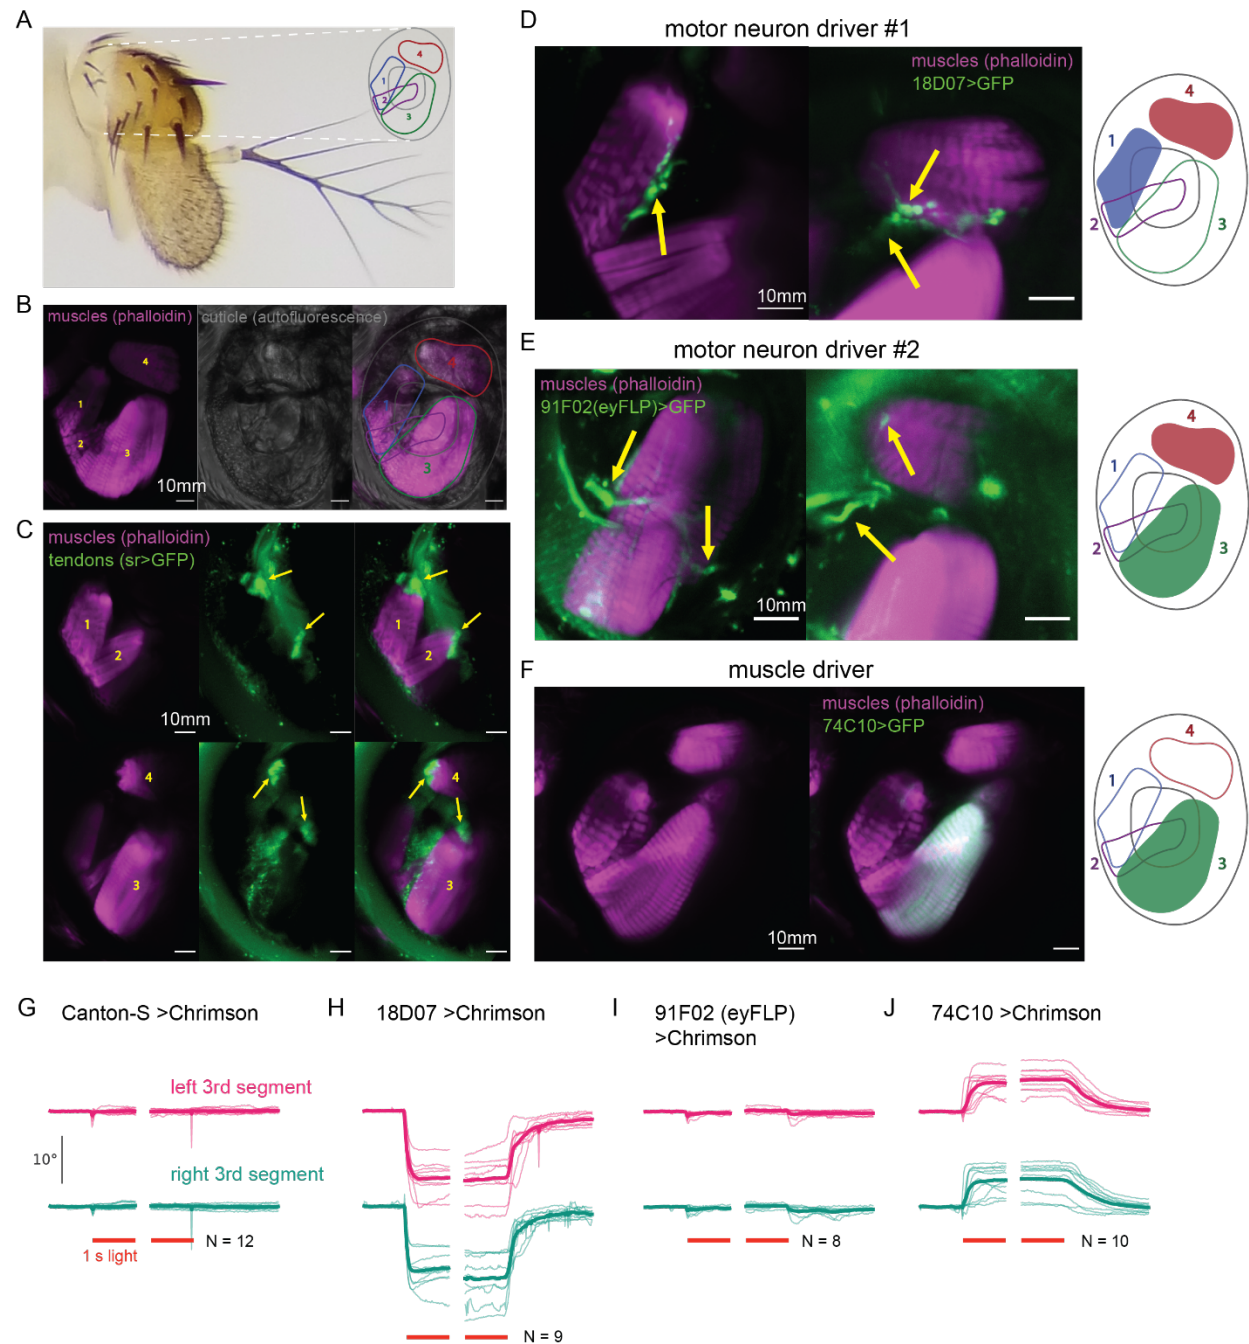 A
4
1
2
3
B
muscles (phalloidin)
cuticle (autofluorescence)
4
1
2
3
10mm
1
3
C
muscles (phalloidin)
tendons (sr>GFP)
1
2
10mm
1
2
4
3
4
3
D
motor neuron driver #1
muscles (phalloidin)
18D07>GFP
10mm
4
1
2
3
E
motor neuron driver #2
muscles (phalloidin)
91F02(eyFLP)>GFP
10mm
4
1
2
3
F
muscle driver
muscles (phalloidin)
74C10>GFP
10mm
4
1
2
3
G
Canton-S >Chrimson
left 3rd segment
10°
right 3rd segment
1 s light
N = 12
H
18D07 >Chrimson
N = 9
I
91F02 (eyFLP)
>Chrimson
N = 8
J
74C10 >Chrimson
N = 10